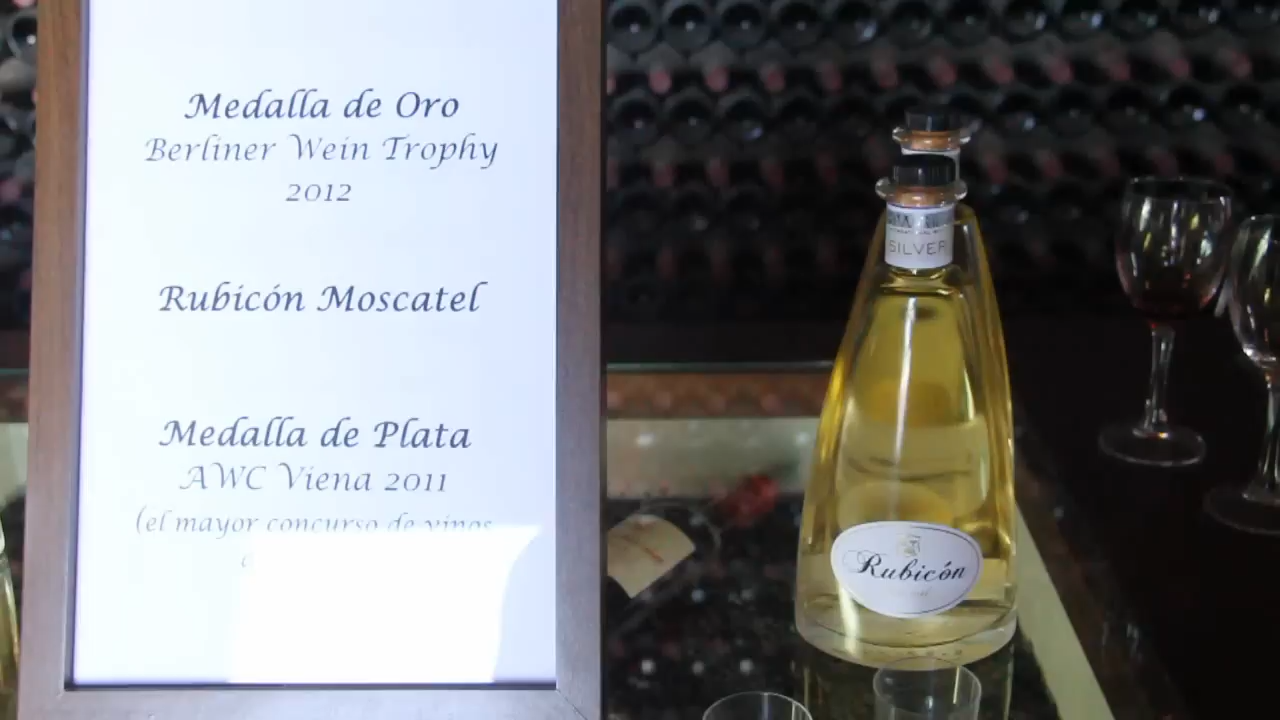 Medalla de Oro
Berliner Wein Trophy
2012
Rubicón Moscatel
Medalla de Plata
AWC Viena 2011
(el mayor concurso de vinos
SILVER
Rubicón